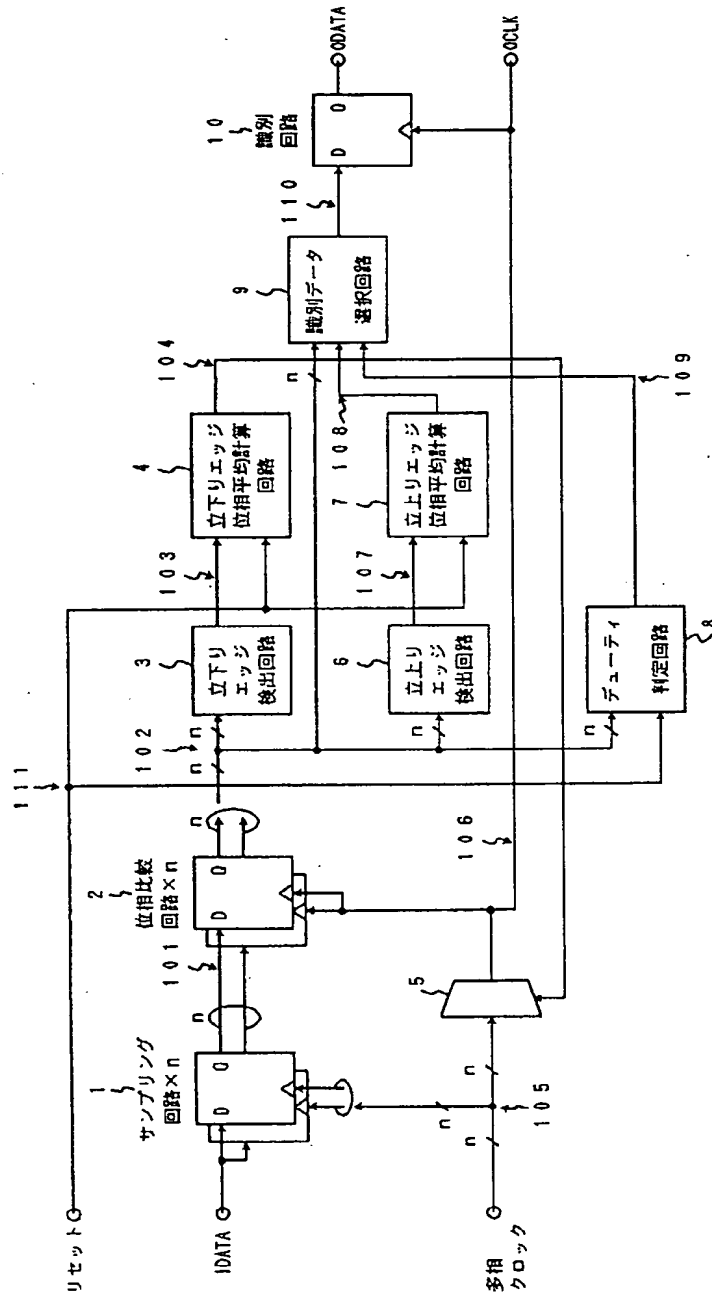 リセット
111
IDATA
1
サンプリング
回路×n
D
Q
n
101
2
位相比較
回路×n
D
Q
n
102
n
n
3
立下り
エッジ
検出回路
103
4
立下りエッジ
位相平均計算
回路
104
n
6
立上り
エッジ
検出回路
107
7
立上りエッジ
位相平均計算
回路
108
n
9
識別データ
選択回路
110
10
識別
回路
D
Q
ODATA
OCLK
106
5
多相
クロック
n
n
n
105
n
デューティ
判定回路
8
109